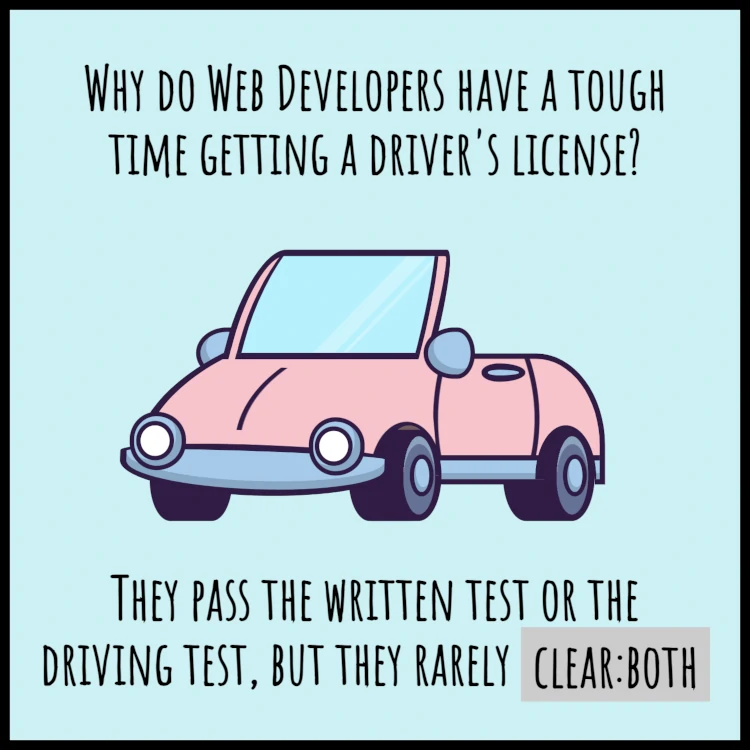 Why do Web Developers have a tough
time getting a driver's license?
They pass the written test or the
driving test, but they rarely clear:both